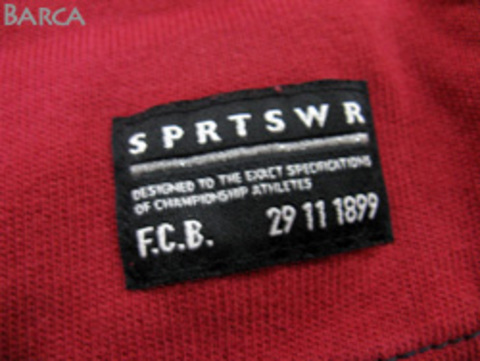 BARCA
SPRTSWR
DESIGNED TO THE EXACT SPECIFICATIONS
OF CHAMPIONSHIP ATHLETES
F.C.B. 29 11 1899